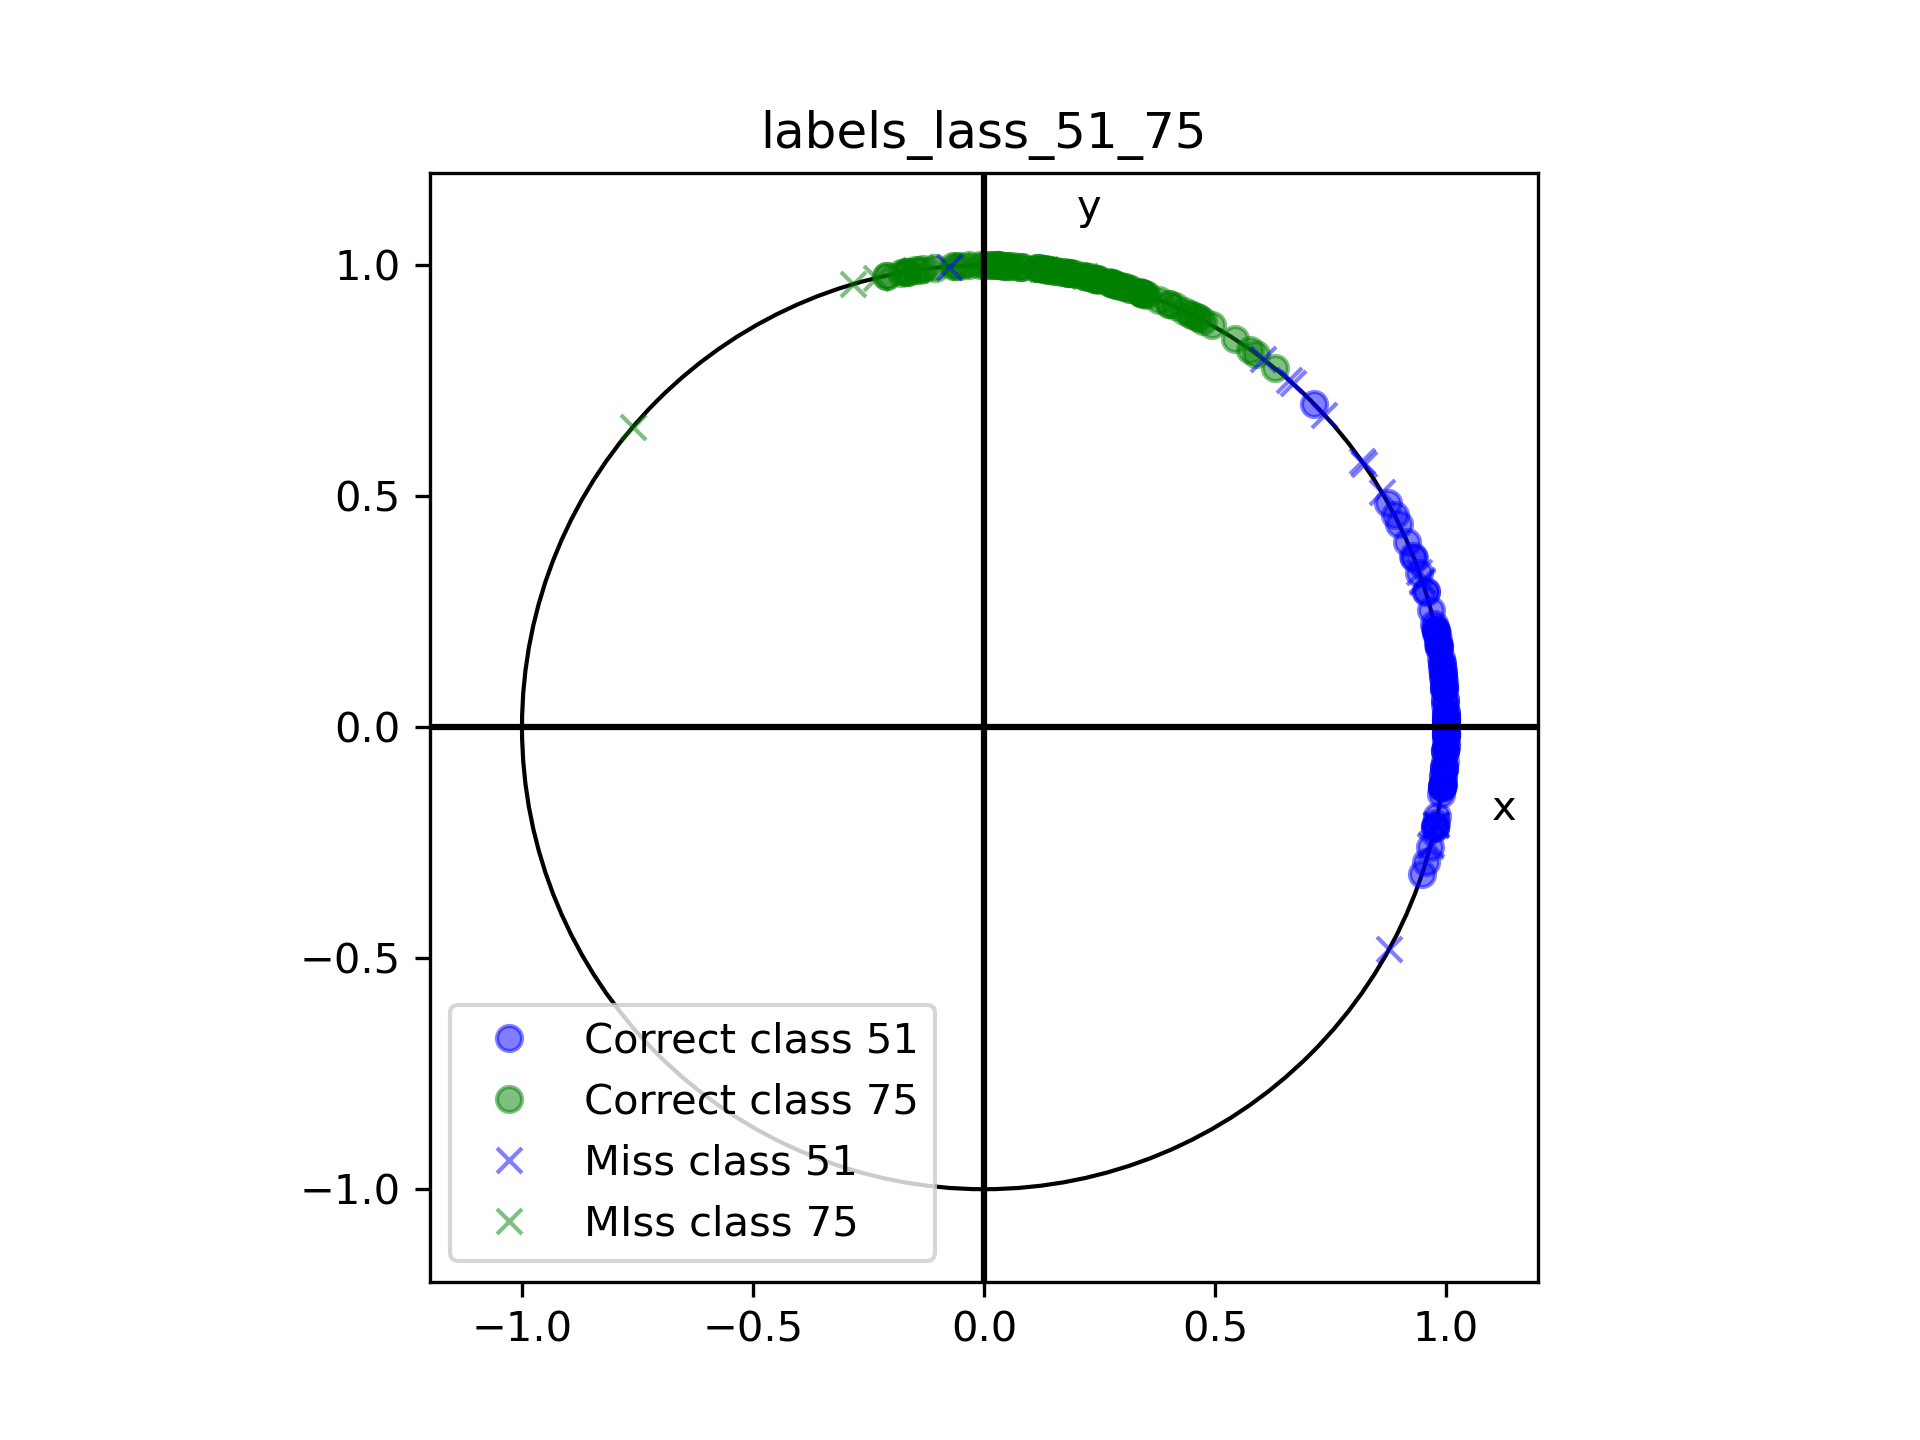 labels_lass_51_75
y
1.0
0.5
0.0
−0.5
−1.0
x
Correct class 51
Correct class 75
Miss class 51
MIss class 75
−1.0 −0.5 0.0 0.5 1.0